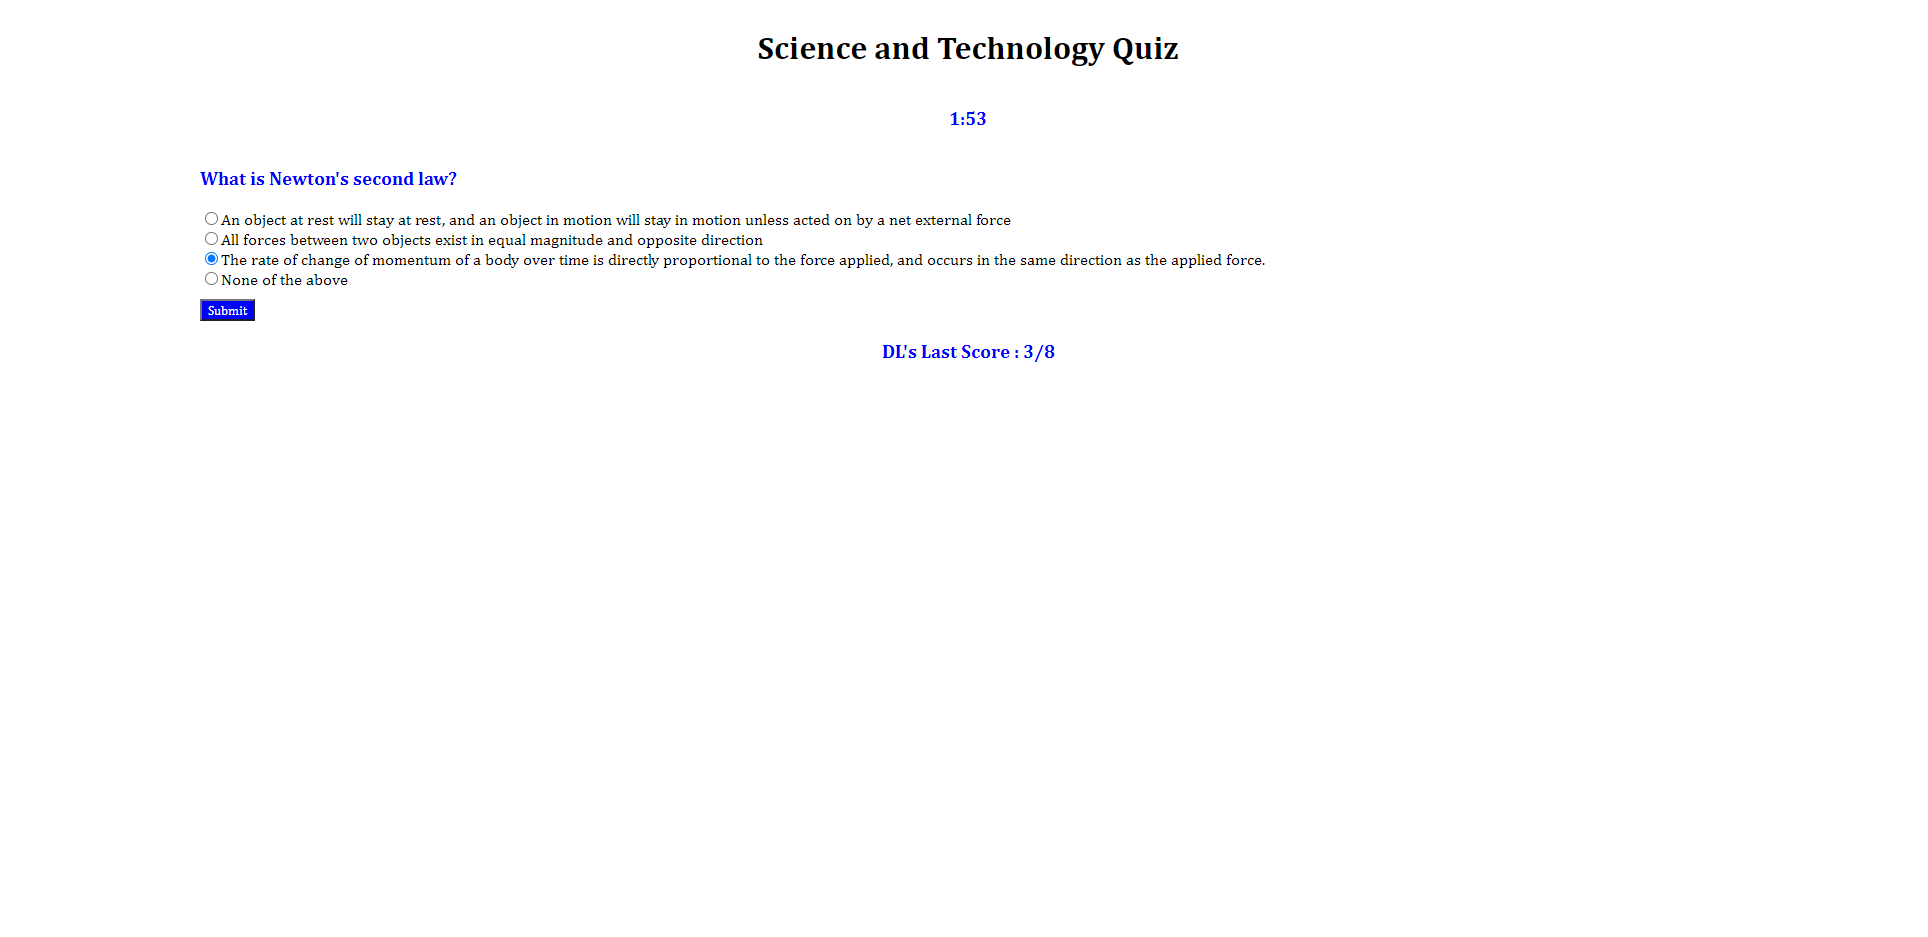 Science and Technology Quiz
1:53
What is Newton's second law?
An object at rest will stay at rest, and an object in motion will stay in motion unless acted on by a net external force
All forces between two objects exist in equal magnitude and opposite direction
The rate of change of momentum of a body over time is directly proportional to the force applied, and occurs in the same direction as the applied force.
None of the above
Submit
DL's Last Score : 3/8